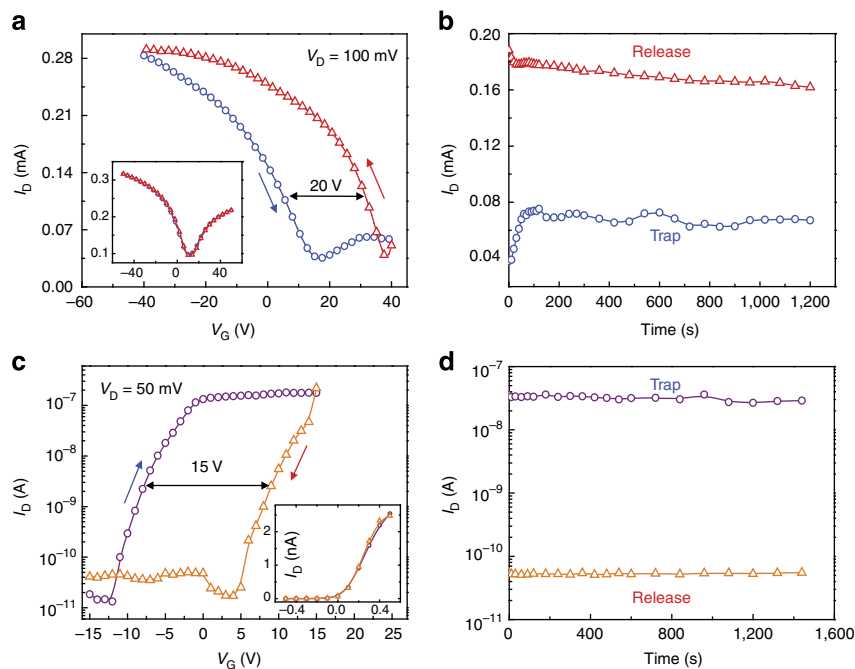 a
V_D = 100 mV
20 V
0.28
0.21
0.14
0.07
0.00
I_D (mA)
−60 −40 −20 0 20 40
V_G (V)
0.3
0.2
0.1
−40 0 40
b
Release
Trap
0.20
0.16
0.12
0.08
0.04
I_D (mA)
0 200 400 600 800 1,000 1,200
Time (s)
c
V_D = 50 mV
15 V
10⁻⁷
10⁻⁸
10⁻⁹
10⁻¹⁰
10⁻¹¹
I_D (A)
−15 −10 −5 0 5 10 15 20 25
V_G (V)
I_D (nA)
2
0
−0.4 0.0 0.4
d
Trap
Release
10⁻⁷
10⁻⁸
10⁻⁹
10⁻¹⁰
10⁻¹¹
I_D (A)
0 400 800 1,200 1,600
Time (s)